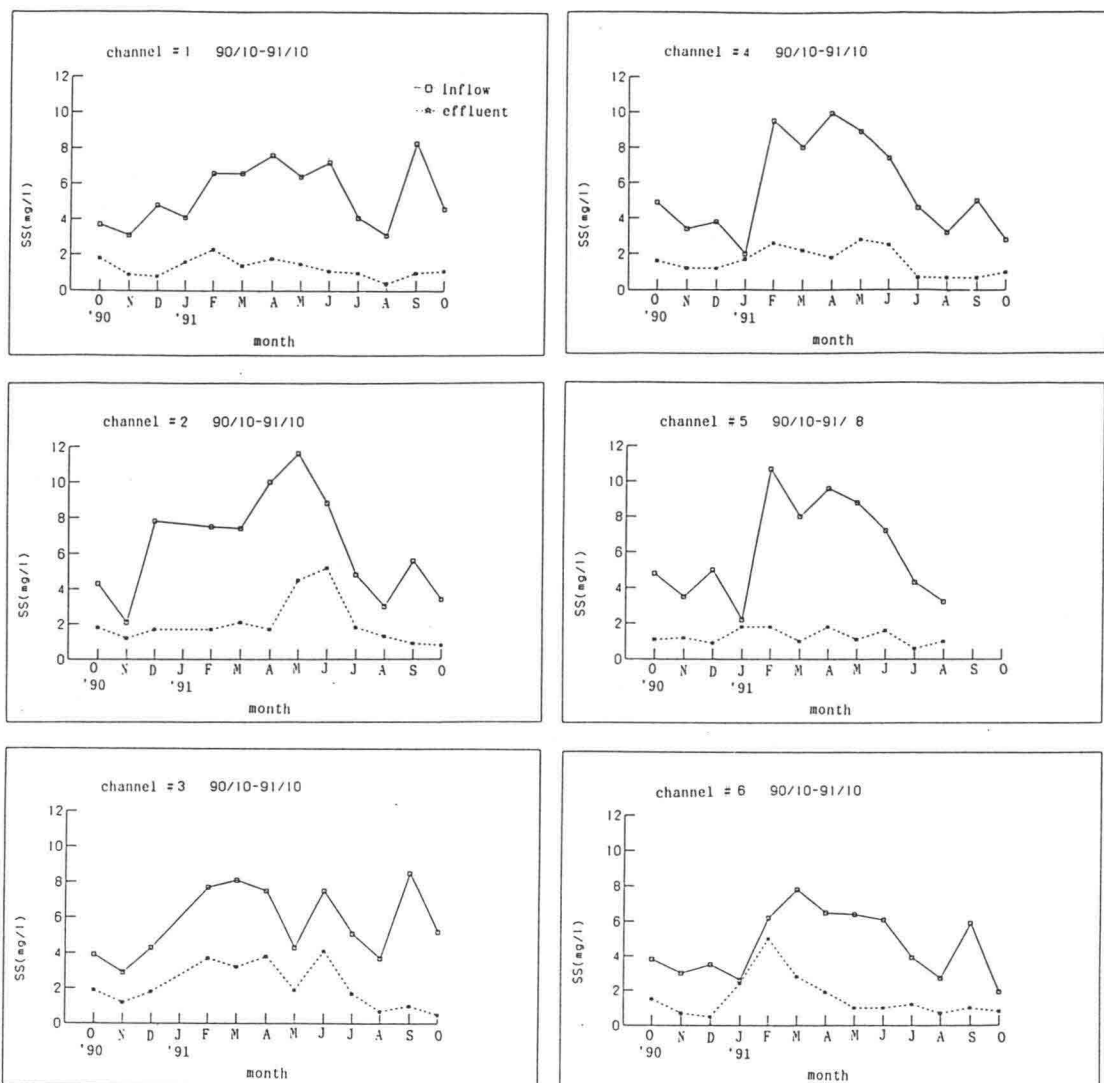 channel #1 90/10-91/10
inflow
effluent
12
10
8
6
4
2
0
SS(mg/l)
O N D J F M A M J J A S O
'90 '91
month
channel #4 90/10-91/10
12
10
8
6
4
2
0
SS(mg/l)
O N D J F M A M J J A S O
'90 '91
month
channel #2 90/10-91/10
12
10
8
6
4
2
0
SS(mg/l)
O N D J F M A M J J A S O
'90 '91
month
channel #5 90/10-91/ 8
12
10
8
6
4
2
0
SS(mg/l)
O N D J F M A M J J A S O
'90 '91
month
channel #3 90/10-91/10
12
10
8
6
4
2
0
SS(mg/l)
O N D J F M A M J J A S O
'90 '91
month
channel #6 90/10-91/10
12
10
8
6
4
2
0
SS(mg/l)
O N D J F M A M J J A S O
'90 '91
month